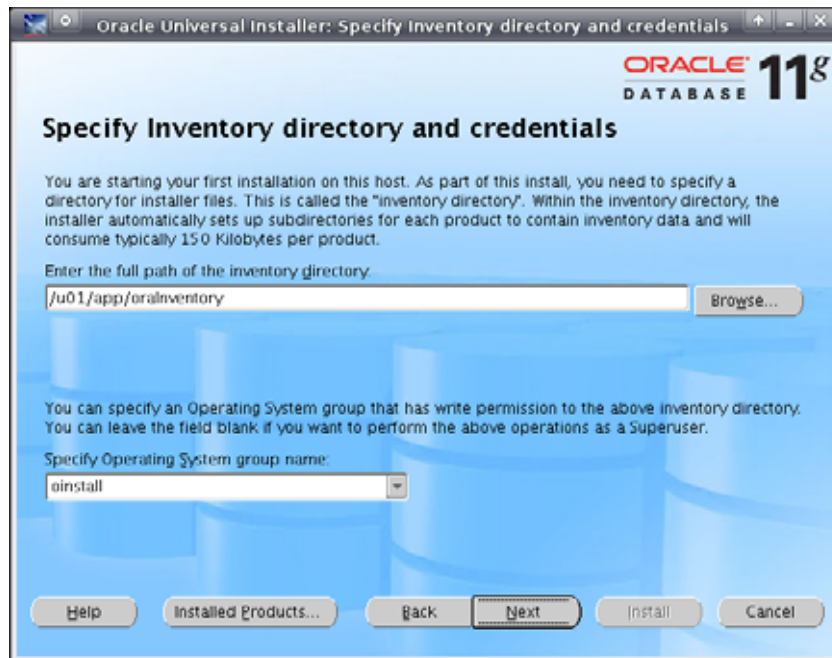 Oracle Universal Installer: Specify Inventory directory and credentials
ORACLE 11g
DATABASE
Specify Inventory directory and credentials
You are starting your first installation on this host. As part of this install, you need to specify a
directory for installer files. This is called the "inventory directory". Within the inventory directory, the
installer automatically sets up subdirectories for each product to contain inventory data and will
consume typically 150 Kilobytes per product.
Enter the full path of the inventory directory:
/u01/app/oraInventory
Browse...
You can specify an Operating System group that has write permission to the above inventory directory.
You can leave the field blank if you want to perform the above operations as a Superuser.
Specify Operating System group name:
oinstall
Help Installed Products... Back Next Install Cancel